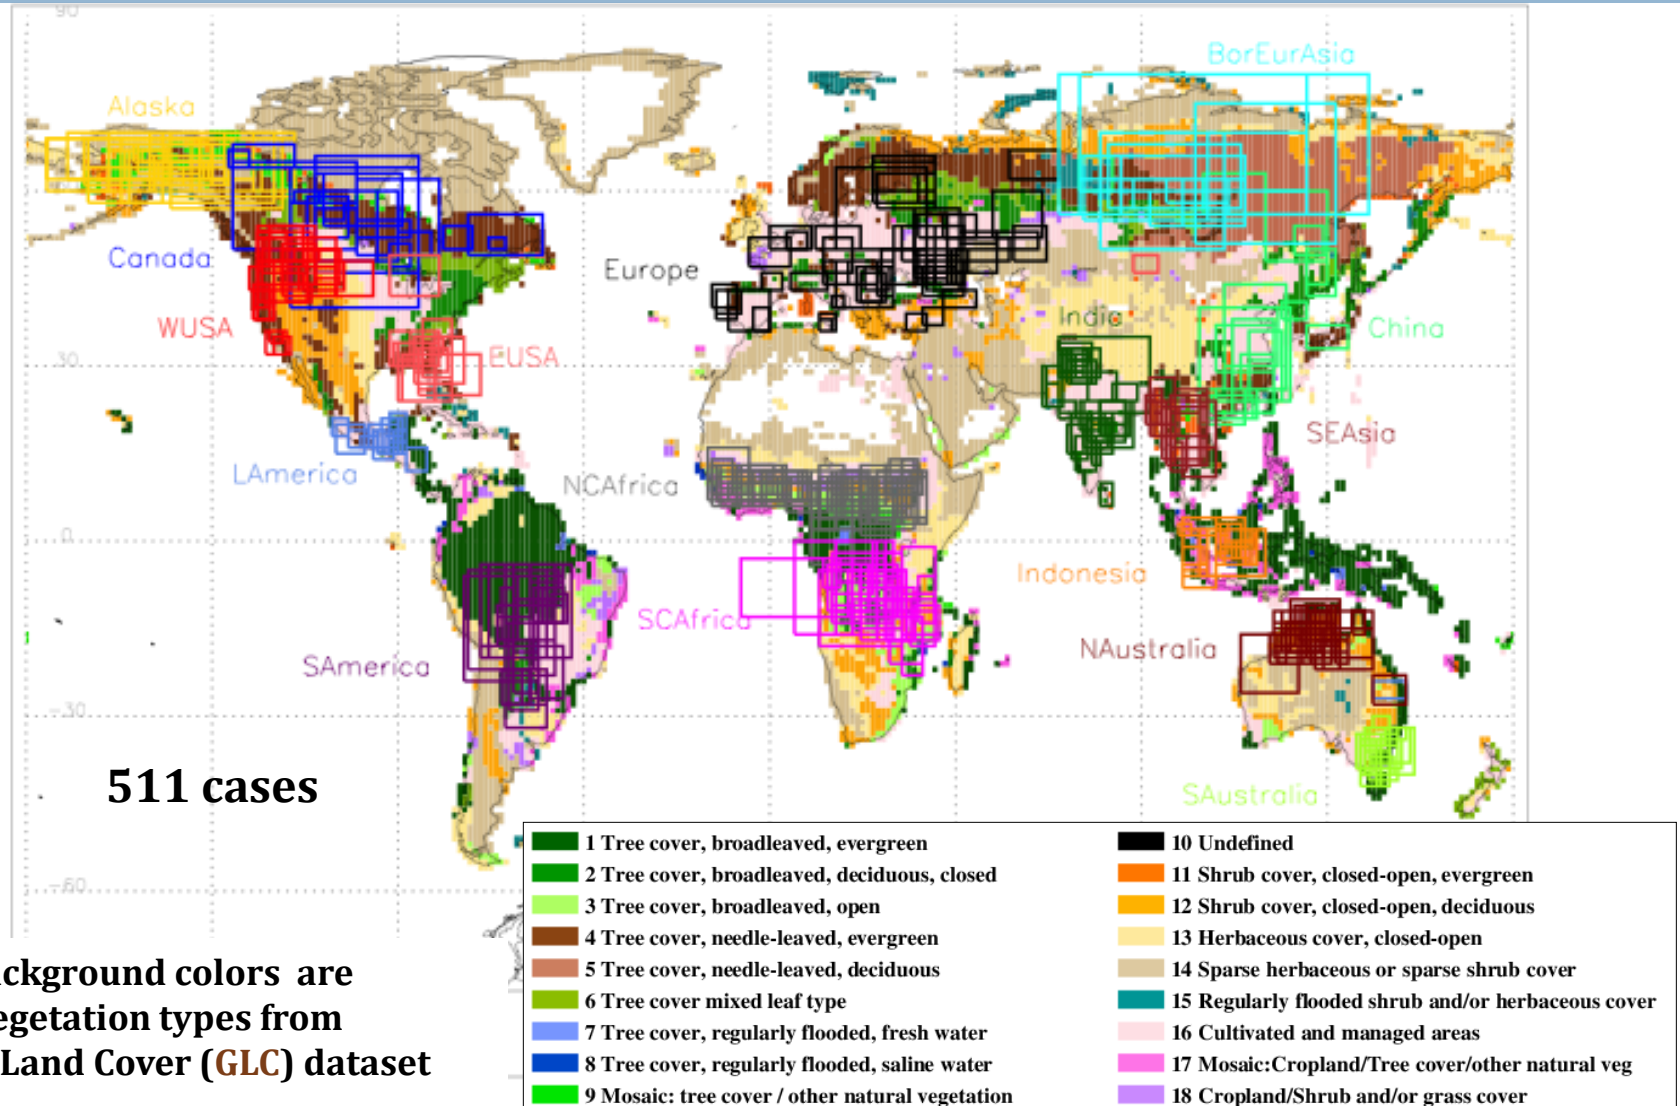 90
BorEurAsia
Alaska
Canada
Europe
India
WUSA
China
EUSA
30
SEAsia
LAmerica
NCAfrica
0
Indonesia
SCAfrica
NAustralia
SAmerica
-30
511 cases
SAustralia
-60
1 Tree cover, broadleaved, evergreen
2 Tree cover, broadleaved, deciduous, closed
3 Tree cover, broadleaved, open
4 Tree cover, needle-leaved, evergreen
5 Tree cover, needle-leaved, deciduous
6 Tree cover mixed leaf type
7 Tree cover, regularly flooded, fresh water
8 Tree cover, regularly flooded, saline water
9 Mosaic: tree cover / other natural vegetation
10 Undefined
11 Shrub cover, closed-open, evergreen
12 Shrub cover, closed-open, deciduous
13 Herbaceous cover, closed-open
14 Sparse herbaceous or sparse shrub cover
15 Regularly flooded shrub and/or herbaceous cover
16 Cultivated and managed areas
17 Mosaic:Cropland/Tree cover/other natural veg
18 Cropland/Shrub and/or grass cover
ckground colors are
egetation types from
Land Cover (GLC) dataset